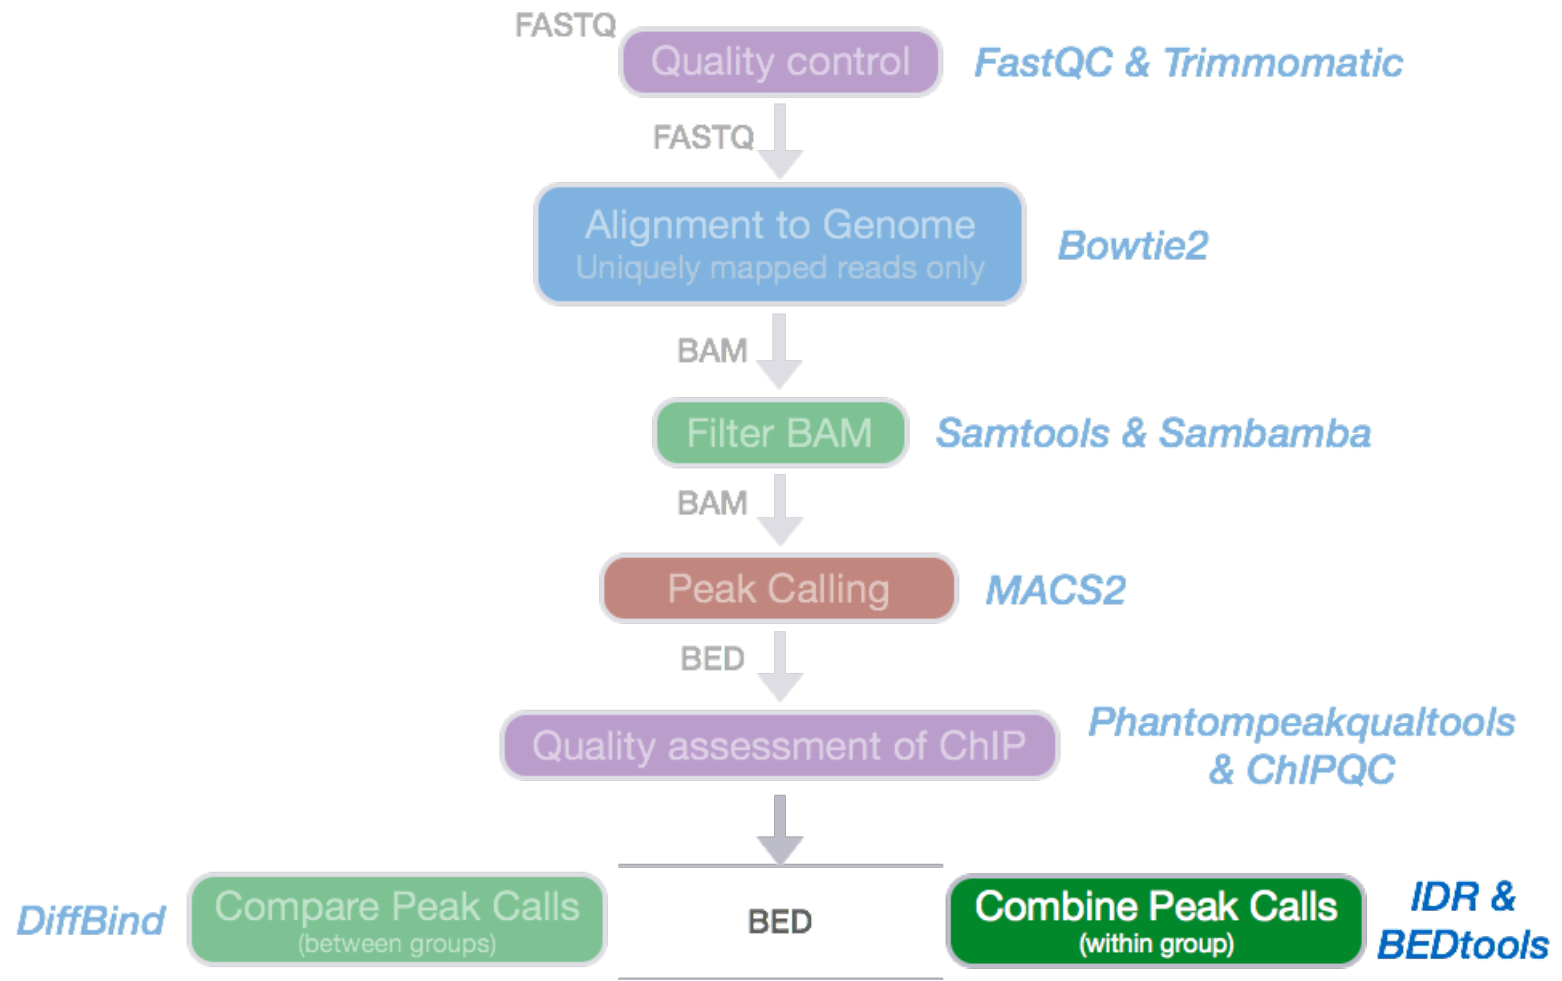 FASTQ
Quality control
FastQC & Trimmomatic
FASTQ
Alignment to Genome
Uniquely mapped reads only
Bowtie2
BAM
Filter BAM
Samtools & Sambamba
BAM
Peak Calling
MACS2
BED
Quality assessment of ChIP
Phantompeakqualtools
& ChIPQC
DiffBind
Compare Peak Calls
(between groups)
BED
Combine Peak Calls
(within group)
IDR &
BEDtools